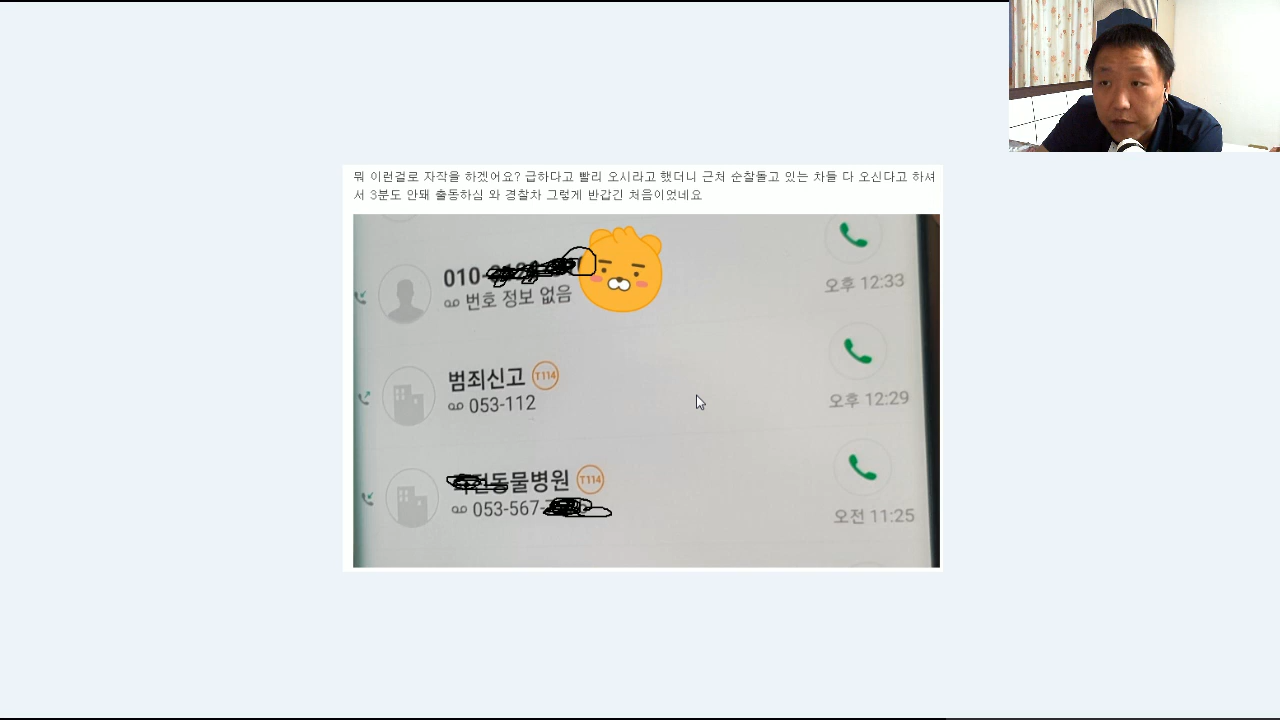 뭐 이런걸로 자작을 하겟어요? 급하다고 빨리 오시라고 했더니 근처 순찰돌고 있는 차들 다 오신다고 하셔
서 3분도 안돼 출동하심 와 경찰차 그렇게 반갑긴 처음이었네요
010-
번호 정보 없음
오후 12:33
범죄신고 T114
053-112
오후 12:29
동물병원 T114
053-567-
오전 11:25